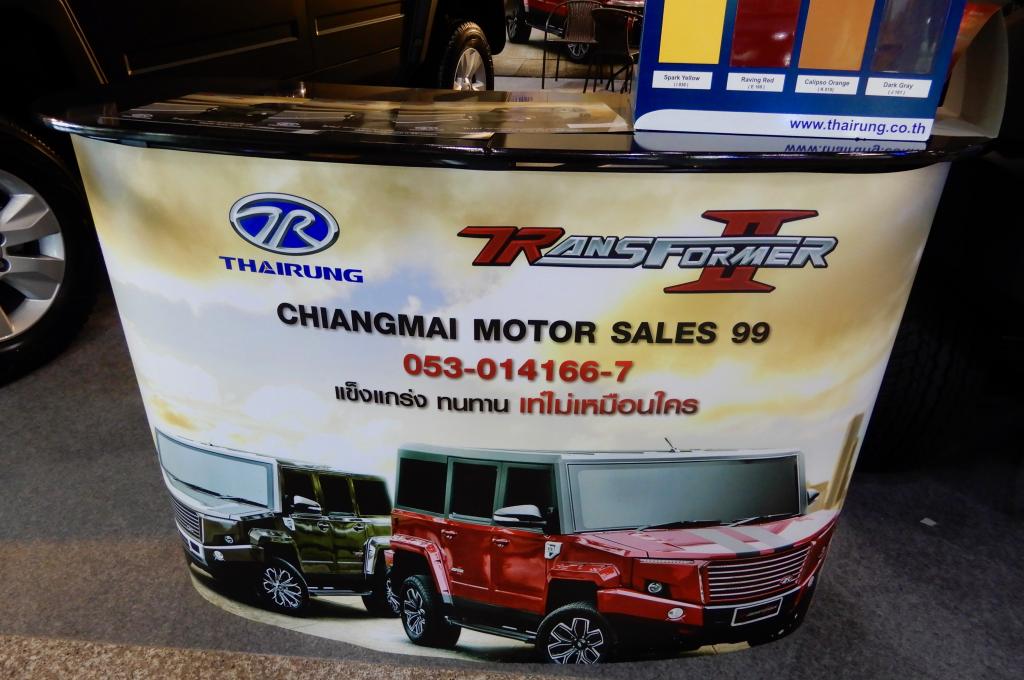 Spark Yellow
Raving Red
Calipso Orange
Dark Gray
www.thairung.co.th
TR
THAIRUNG
TRANSFORMER II
CHIANGMAI MOTOR SALES 99
053-014166-7
แข็งแกร่ง ทนทาน เท่ไม่เหมือนใคร